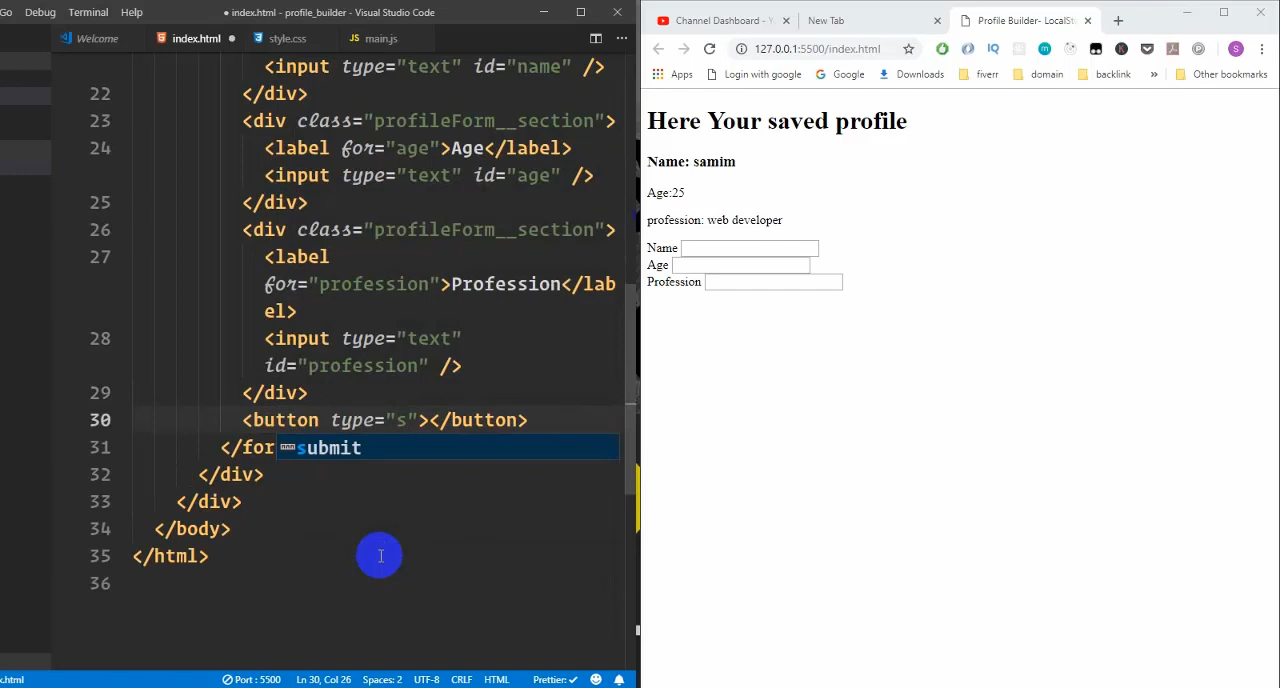 Go Debug Terminal Help ● index.html - profile_builder - Visual Studio Code
Welcome index.html ● style.css JS main.js ...
<input type="text" id="name" />
22 </div>
23 <div class="profileForm__section">
24 <label for="age">Age</label>
<input type="text" id="age" />
25 </div>
26 <div class="profileForm__section">
27 <label
for="profession">Profession</lab
el>
28 <input type="text"
id="profession" />
29 </div>
30 <button type="s"></button>
31 </for
submit
32 </div>
33 </div>
34 </body>
35 </html>
36
x.html Port : 5500 Ln 30, Col 26 Spaces: 2 UTF-8 CRLF HTML Prettier: ✓
Channel Dashboard - Y New Tab Profile Builder- LocalSt
127.0.0.1:5500/index.html IQ K P S
Apps Login with google G Google Downloads fiverr domain backlink » Other bookmarks
Here Your saved profile
Name: samim
Age:25
profession: web developer
Name
Age
Profession